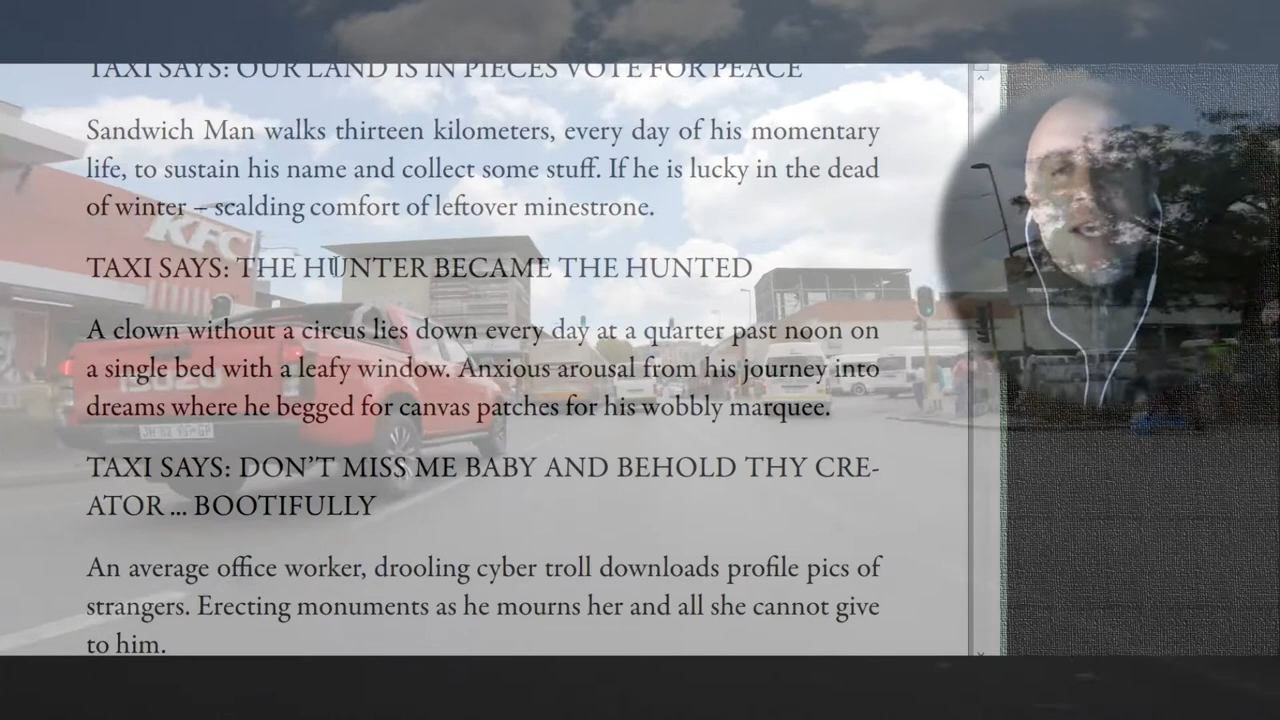 TAXI SAYS: OUR LAND IS IN PIECES VOTE FOR PEACE
Sandwich Man walks thirteen kilometers, every day of his momentary
life, to sustain his name and collect some stuff. If he is lucky in the dead
of winter – scalding comfort of leftover minestrone.
KFC
TAXI SAYS: THE HUNTER BECAME THE HUNTED
A clown without a circus lies down every day at a quarter past noon on
a single bed with a leafy window. Anxious arousal from his journey into
dreams where he begged for canvas patches for his wobbly marquee.
TAXI SAYS: DON’T MISS ME BABY AND BEHOLD THY CRE-
ATOR ... BOOTIFULLY
An average office worker, drooling cyber troll downloads profile pics of
strangers. Erecting monuments as he mourns her and all she cannot give
to him.